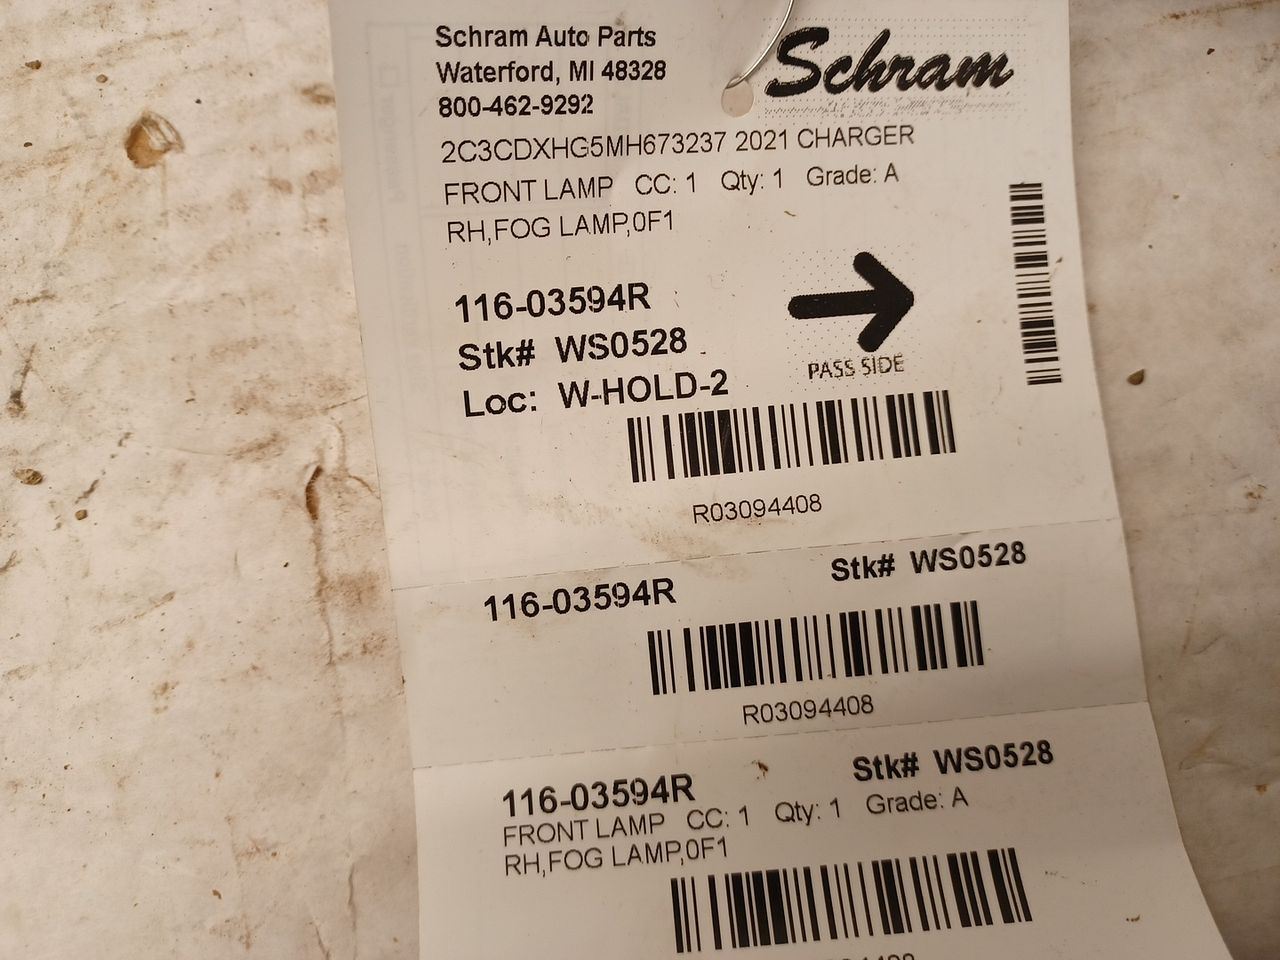 Schram Auto Parts
Waterford, MI 48328
800-462-9292
Schram
2C3CDXHG5MH673237 2021 CHARGER
FRONT LAMP CC: 1 Qty: 1 Grade: A
RH,FOG LAMP,0F1
116-03594R
Stk# WS0528
Loc: W-HOLD-2
PASS SIDE
R03094408
116-03594R Stk# WS0528
R03094408
116-03594R Stk# WS0528
FRONT LAMP CC: 1 Qty: 1 Grade: A
RH,FOG LAMP,0F1